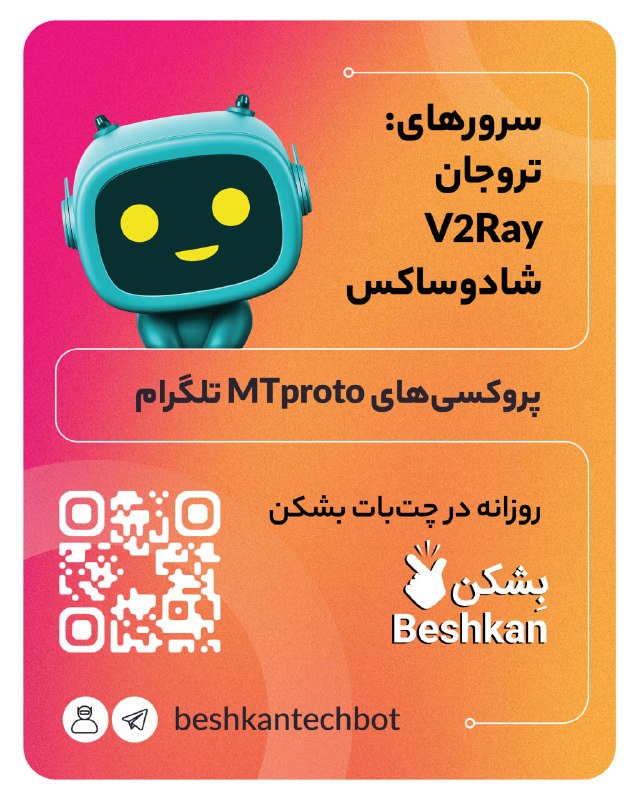 سرورهای:
تروجان
V2Ray
شادوساکس
پروکسی‌های MTproto تلگرام
روزانه در چت‌بات بشکن
بِشکن
Beshkan
beshkantechbot